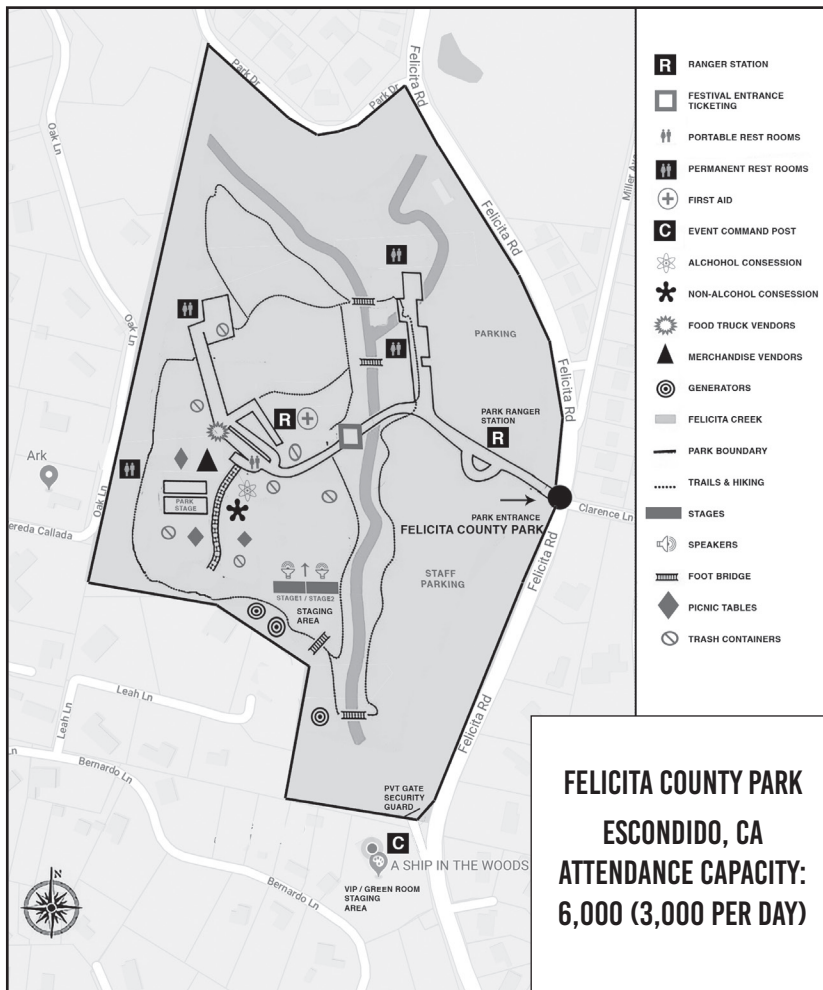 Park Dr
Park Dr
Felicita Rd
Oak Ln
Miller Ave
Felicita Rd
Oak Ln
PARKING
Felicita Rd
R
PARK RANGER
STATION
R
Ark
Oak Ln
PARK
STAGE
PARK ENTRANCE
FELICITA COUNTY PARK
Clarence Ln
ereda Callada
Felicita Rd
STAFF
PARKING
STAGE1 / STAGE2
STAGING
AREA
Leah Ln
Leah Ln
Ln
Bernardo Ln
Felicita Rd
PVT GATE
SECURITY
GUARD
C
A SHIP IN THE WOODS
VIP / GREEN ROOM
STAGING
AREA
Bernardo Ln
N
R RANGER STATION
FESTIVAL ENTRANCE
TICKETING
PORTABLE REST ROOMS
PERMANENT REST ROOMS
FIRST AID
C EVENT COMMAND POST
ALCHOHOL CONSESSION
NON-ALCOHOL CONSESSION
FOOD TRUCK VENDORS
MERCHANDISE VENDORS
GENERATORS
FELICITA CREEK
PARK BOUNDARY
TRAILS & HIKING
STAGES
SPEAKERS
FOOT BRIDGE
PICNIC TABLES
TRASH CONTAINERS
FELICITA COUNTY PARK
ESCONDIDO, CA
ATTENDANCE CAPACITY:
6,000 (3,000 PER DAY)